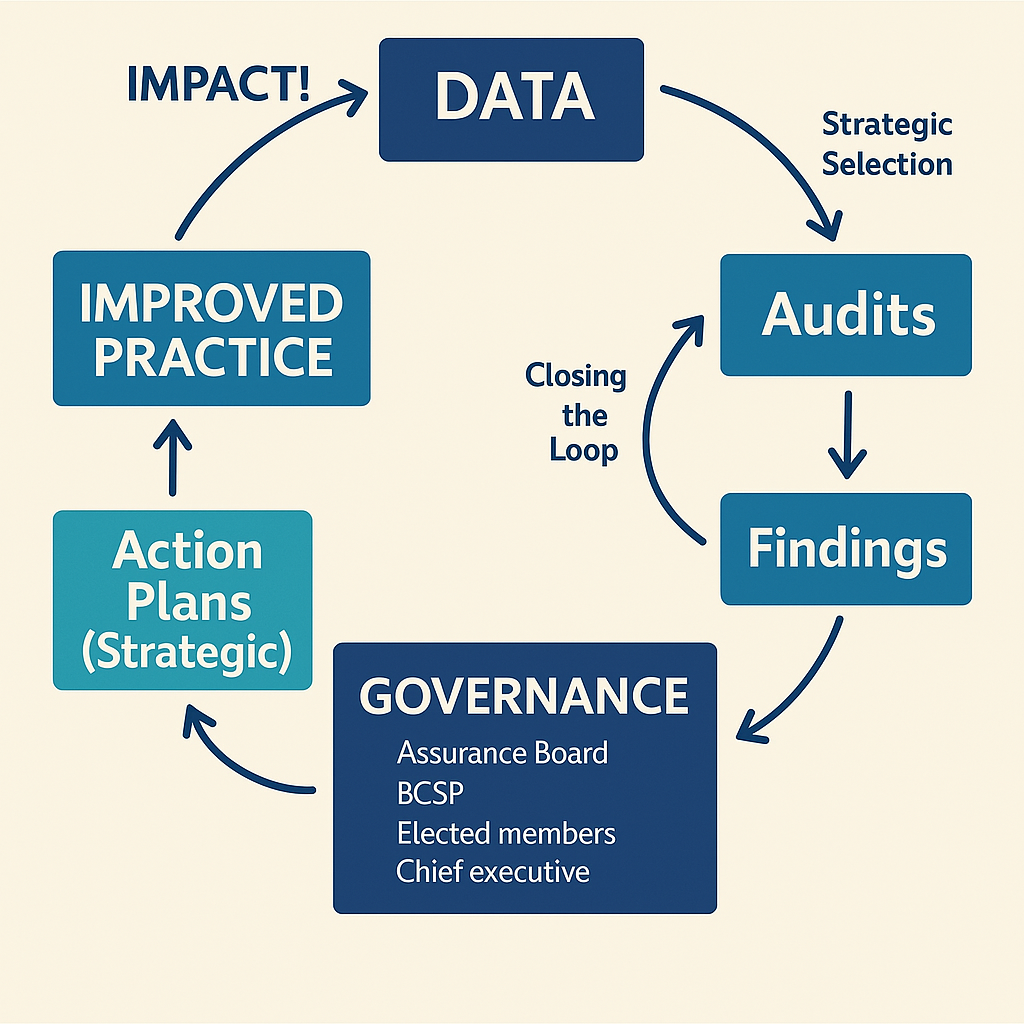 IMPACT!
DATA
Strategic
Selection
IMPROVED
PRACTICE
Audits
Closing
the
Loop
Findings
Action
Plans
(Strategic)
GOVERNANCE
Assurance Board
BCSP
Elected members
Chief executive